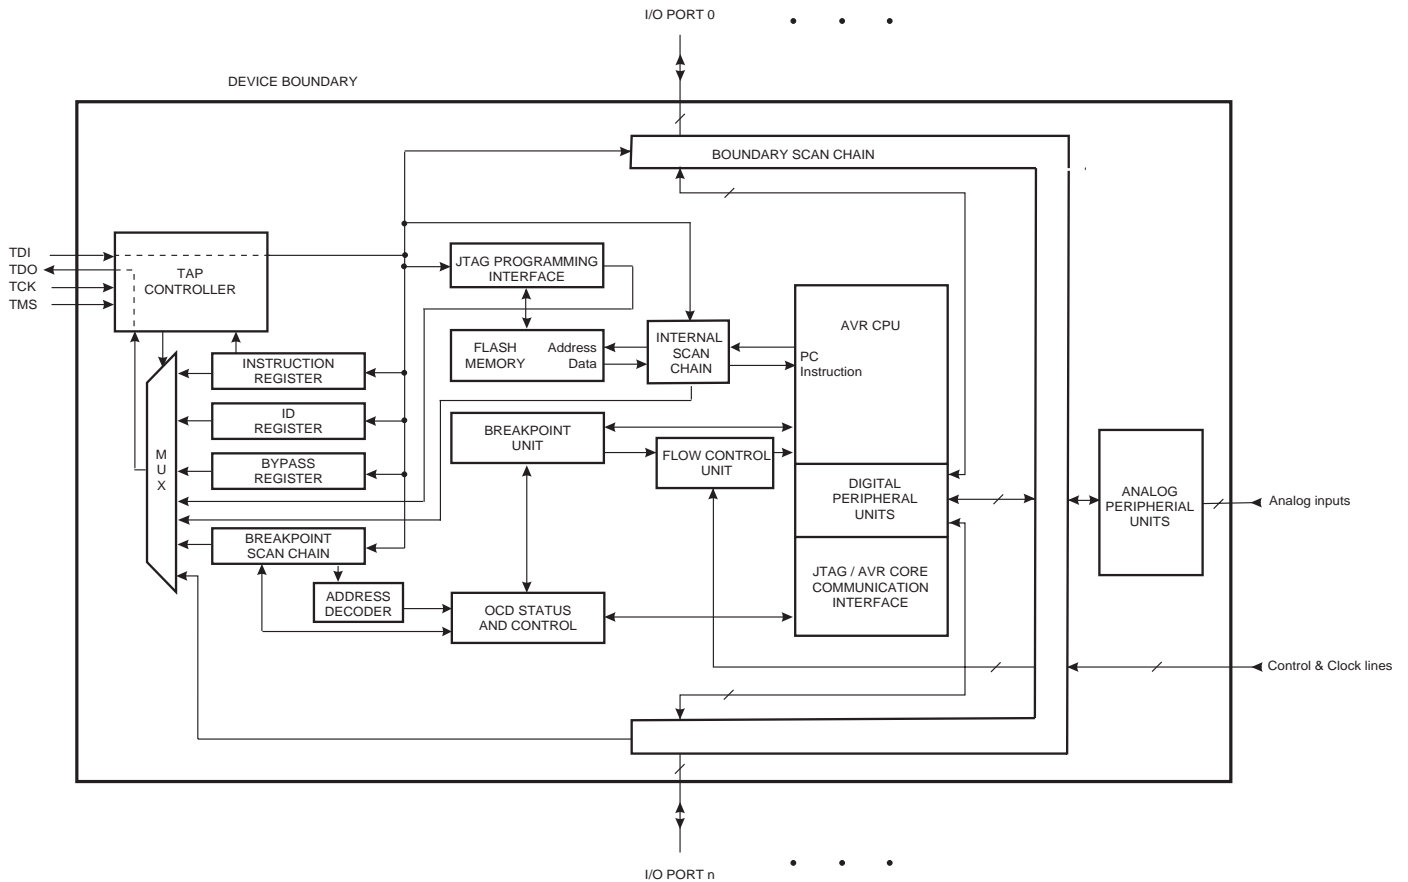 I/O PORT 0
DEVICE BOUNDARY
BOUNDARY SCAN CHAIN
TDI
TDO
TCK
TMS
TAP
CONTROLLER
JTAG PROGRAMMING
INTERFACE
AVR CPU
FLASH
MEMORY
Address
Data
INTERNAL
SCAN
CHAIN
PC
Instruction
INSTRUCTION
REGISTER
ID
REGISTER
BREAKPOINT
UNIT
FLOW CONTROL
UNIT
M
U
X
BYPASS
REGISTER
DIGITAL
PERIPHERAL
UNITS
ANALOG
PERIPHERIAL
UNITS
Analog inputs
BREAKPOINT
SCAN CHAIN
ADDRESS
DECODER
OCD STATUS
AND CONTROL
JTAG / AVR CORE
COMMUNICATION
INTERFACE
Control & Clock lines
I/O PORT n